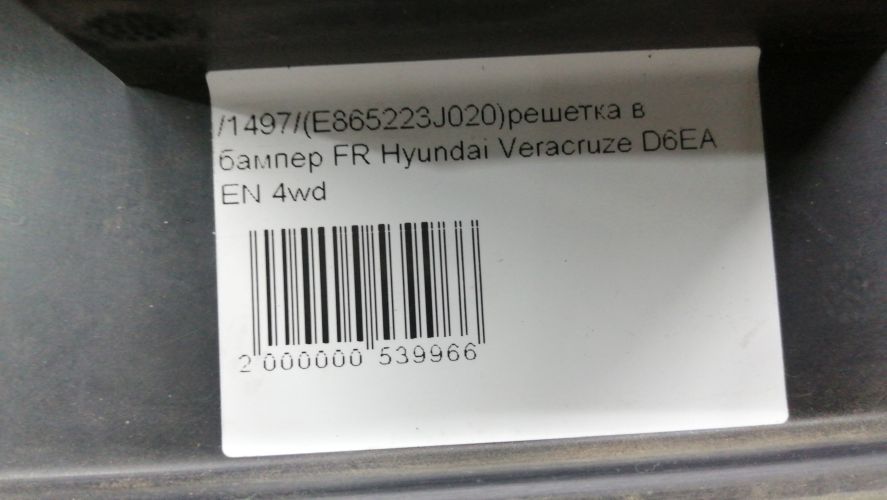 /1497/(E865223J020)решетка в
бампер FR Hyundai Veracruze D6EA
EN 4wd
2 000000 539966